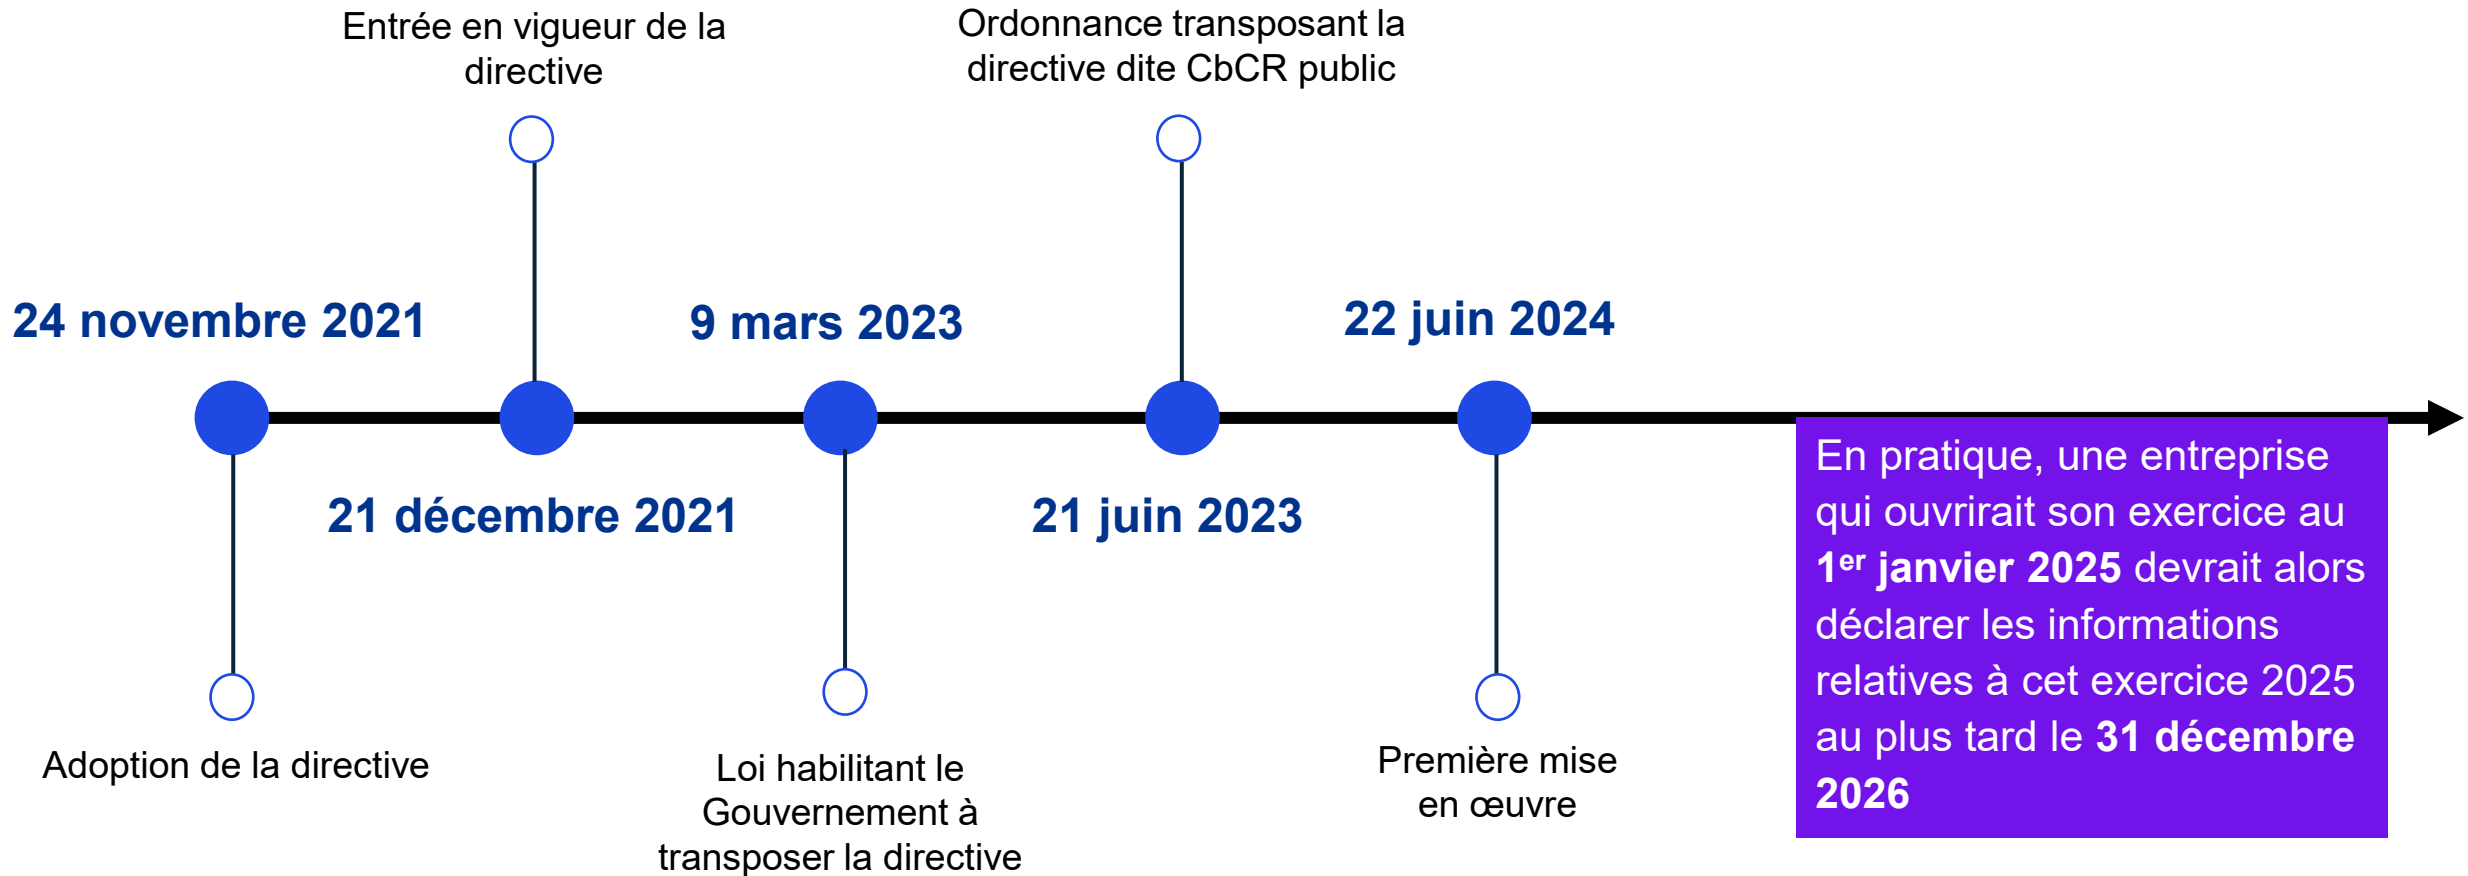 Entrée en vigueur de la
directive
Ordonnance transposant la
directive dite CbCR public
24 novembre 2021
9 mars 2023
22 juin 2024
21 décembre 2021
21 juin 2023
Adoption de la directive
Loi habilitant le
Gouvernement à
transposer la directive
Première mise
en œuvre
En pratique, une entreprise
qui ouvrirait son exercice au
1er janvier 2025 devrait alors
déclarer les informations
relatives à cet exercice 2025
au plus tard le 31 décembre
2026